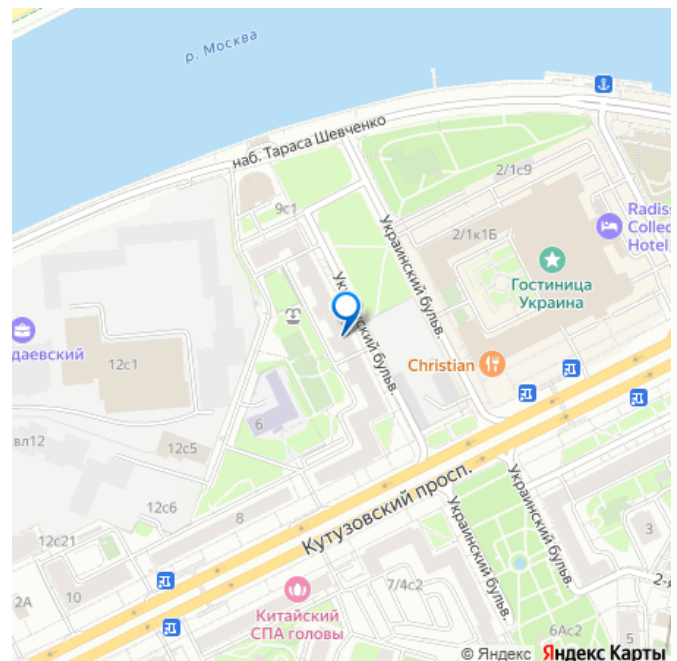 р. Москва
наб. Тараса Шевченко
2/1с9
9с1
Украинский бульв.
2/1к1Б
Radiss
Collec
Hotel
Гостиница
Украина
Украинский бульв.
Christian
даевский
12с1
6
вл12
12с5
12с6
8
Кутузовский просп.
12с21
10
2А
Украинский бульв.
Украинский бульв.
3
2-я
7/4с2
Китайский
СПА головы
6Ас2
5
© Яндекс Яндекс Карты